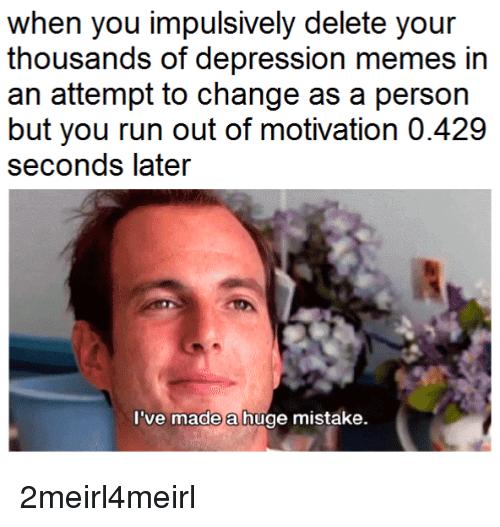 when you impulsively delete your
thousands of depression memes in
an attempt to change as a person
but you run out of motivation 0.429
seconds later
I've made a huge mistake.
2meirl4meirl